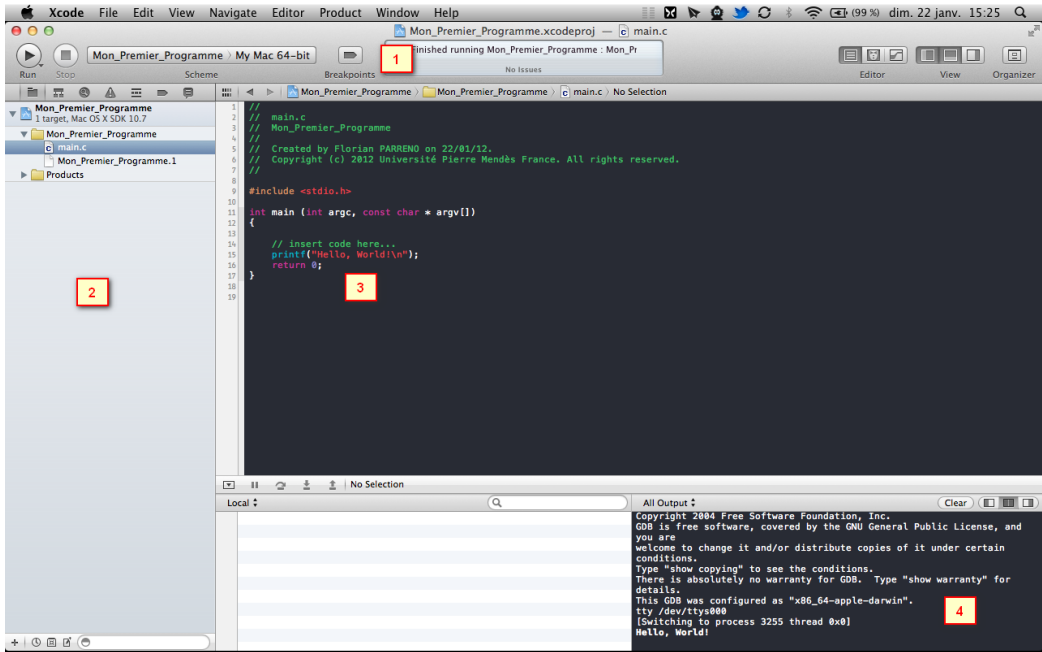 Xcode File Edit View Navigate Editor Product Window Help (99 %) dim. 22 janv. 15:25
Mon_Premier_Programme.xcodeproj — c main.c
Mon_Premier_Programme My Mac 64-bit
1
inished running Mon_Premier_Programme : Mon_Pr
No Issues
Run Stop Scheme Breakpoints Editor View Organizer
Mon_Premier_Programme Mon_Premier_Programme c main.c No Selection
Mon_Premier_Programme
1 target, Mac OS X SDK 10.7
Mon_Premier_Programme
c main.c
Mon_Premier_Programme.1
Products
2
1 //
2 // main.c
3 // Mon_Premier_Programme
4 //
5 // Created by Florian PARRENO on 22/01/12.
6 // Copyright (c) 2012 Université Pierre Mendès France. All rights reserved.
7 //
8
9 #include <stdio.h>
10
11 int main (int argc, const char * argv[])
12 {
13
14 // insert code here...
15 printf("Hello, World!\n");
16 return 0;
17 }
18
19
3
No Selection
Local
All Output Clear
Copyright 2004 Free Software Foundation, Inc.
GDB is free software, covered by the GNU General Public License, and
you are
welcome to change it and/or distribute copies of it under certain
conditions.
Type "show copying" to see the conditions.
There is absolutely no warranty for GDB. Type "show warranty" for
details.
This GDB was configured as "x86_64-apple-darwin".
tty /dev/ttys000
[Switching to process 3255 thread 0x0]
Hello, World!
4